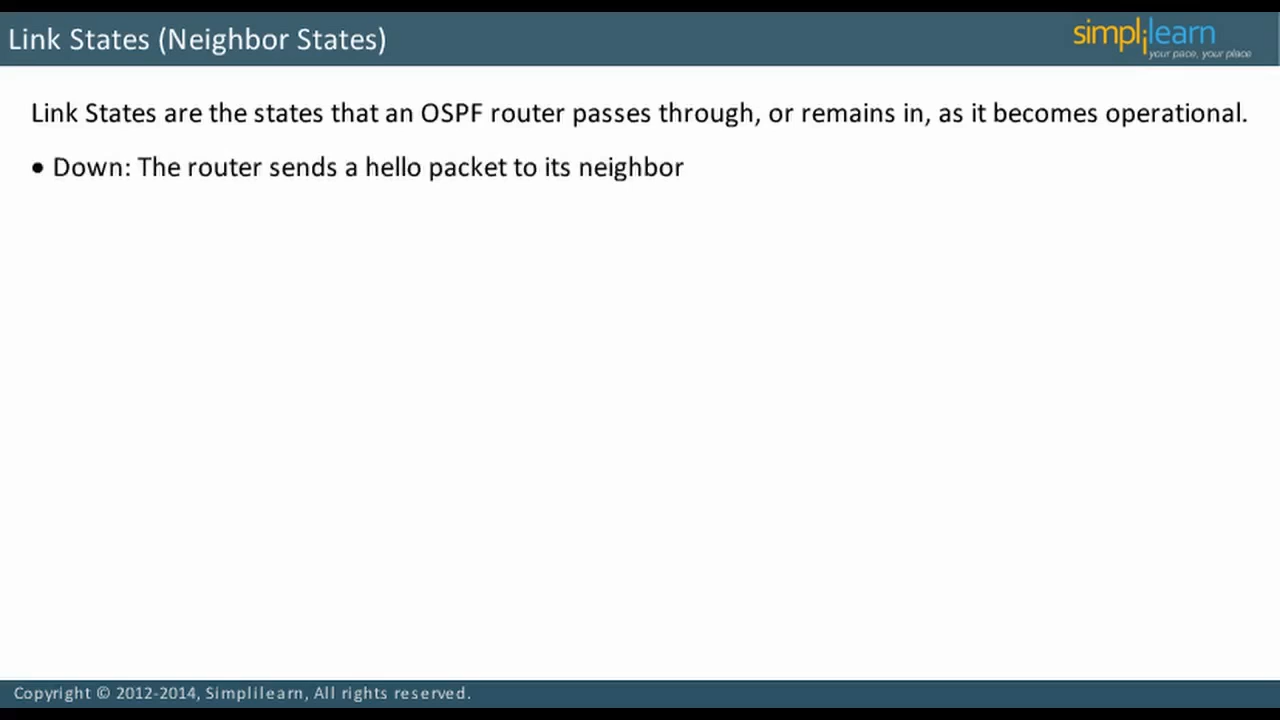 Link States (Neighbor States)
simplilearn
your pace, your place
Link States are the states that an OSPF router passes through, or remains in, as it becomes operational.
• Down: The router sends a hello packet to its neighbor
Copyright © 2012-2014, Simplilearn, All rights reserved.